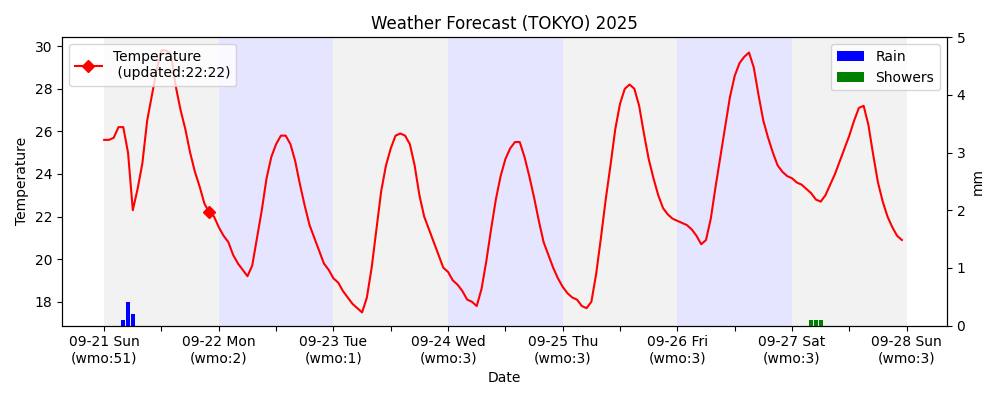 Weather Forecast (TOKYO) 2025
Temperature
(updated:22:22)
Rain
Showers
Temperature
30
28
26
24
22
20
18
5
4
3
2
1
0
mm
09-21 Sun
(wmo:51)
09-22 Mon
(wmo:2)
09-23 Tue
(wmo:1)
09-24 Wed
(wmo:3)
09-25 Thu
(wmo:3)
09-26 Fri
(wmo:3)
09-27 Sat
(wmo:3)
09-28 Sun
(wmo:3)
Date